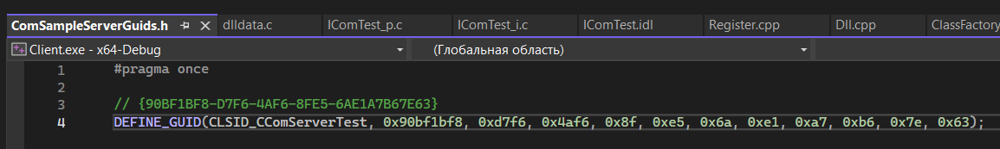 ComSampleServerGuids.h dlldata.c IComTest_p.c IComTest_i.c IComTest.idl Register.cpp Dll.cpp ClassFactory
Client.exe - x64-Debug (Глобальная область)
1 #pragma once
2
3 // {90BF1BF8-D7F6-4AF6-8FE5-6AE1A7B67E63}
4 DEFINE_GUID(CLSID_CComServerTest, 0x90bf1bf8, 0xd7f6, 0x4af6, 0x8f, 0xe5, 0x6a, 0xe1, 0xa7, 0xb6, 0x7e, 0x63);